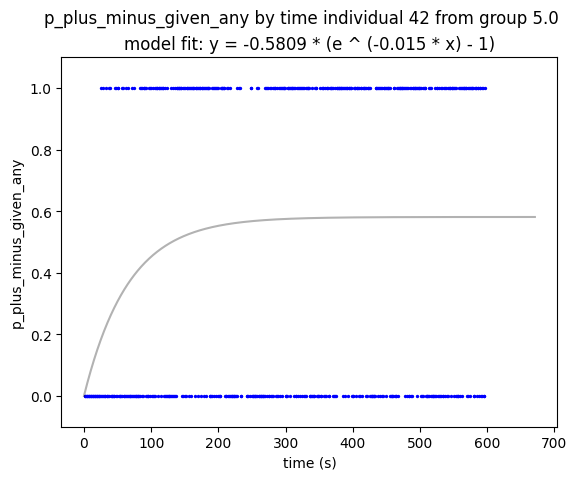 p_plus_minus_given_any by time individual 42 from group 5.0
model fit: y = -0.5809 * (e ^ (-0.015 * x) - 1)
1.0
0.8
0.6
0.4
0.2
0.0
p_plus_minus_given_any
0 100 200 300 400 500 600 700
time (s)